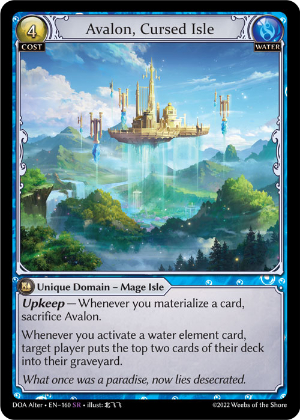 4
COST
Avalon, Cursed Isle
WATER
Unique Domain – Mage Isle
Upkeep — Whenever you materialize a card,
sacrifice Avalon.
Whenever you activate a water element card,
target player puts the top two cards of their deck
into their graveyard.
What once was a paradise, now lies desecrated.
DOA Alter • EN-160 SR • illust:
©2022 Weebs of the Shore